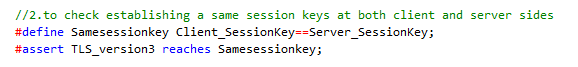 //2.to check establishing a same session keys at both client and server sides
#define Samesessionkey Client_SessionKey==Server_SessionKey;
#assert TLS_version3 reaches Samesessionkey;